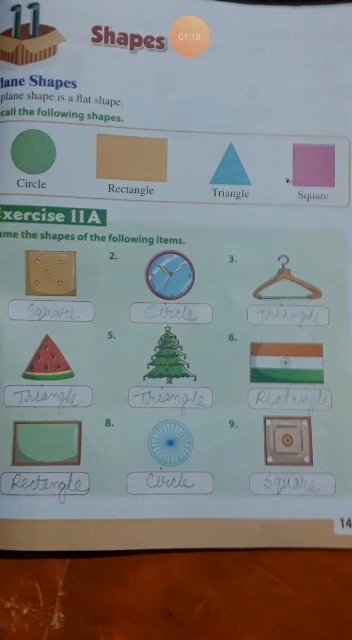 11
Shapes
01:18
lane Shapes
plane shape is a flat shape.
call the following shapes.
Circle
Rectangle
Triangle
Square
Exercise 11A
ame the shapes of the following items.
2.
3.
Square
Circle
Triangle
5.
6.
Triangle
Triangle
Rectangle
8.
9.
Rectangle
Circle
Square
14